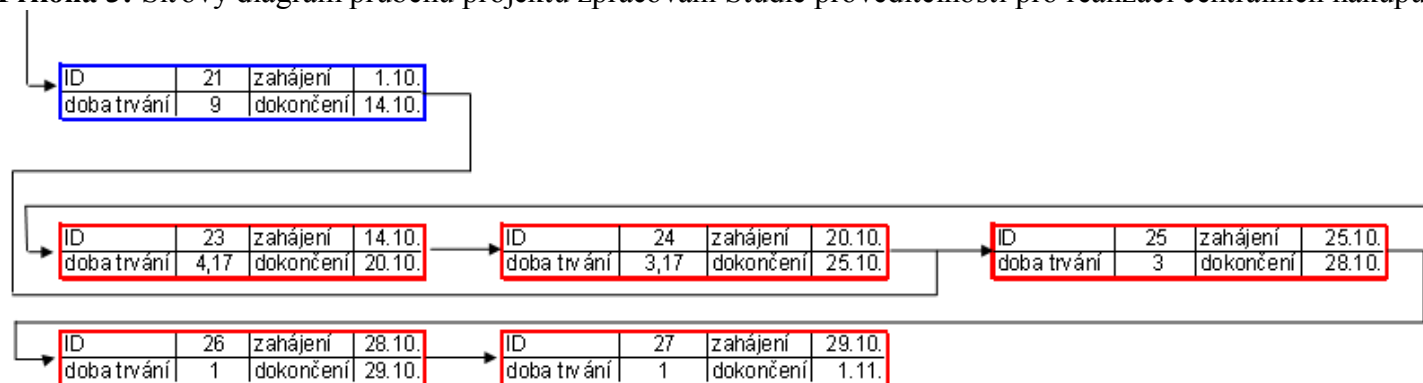 Příloha 3: Síťový diagram průběhu projektu zpracování Studie proveditelnosti pro realizaci centrálních nákupů
ID 21 zahájení 1.10.
doba trvání 9 dokončení 14.10.
ID 23 zahájení 14.10. ID 24 zahájení 20.10. ID 25 zahájení 25.10.
doba trvání 4,17 dokončení 20.10. doba trvání 3,17 dokončení 25.10. doba trvání 3 dokončení 28.10.
ID 26 zahájení 28.10. ID 27 zahájení 29.10.
doba trvání 1 dokončení 29.10. doba trvání 1 dokončení 1.11.